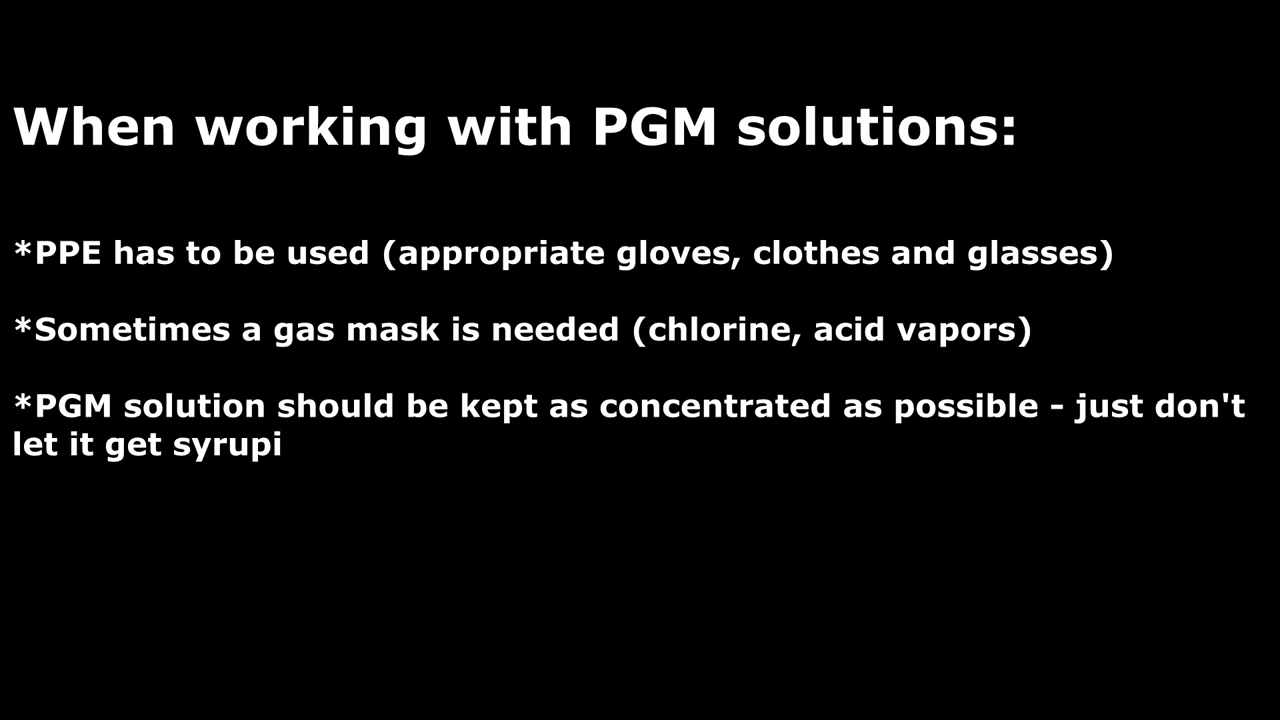 When working with PGM solutions:
*PPE has to be used (appropriate gloves, clothes and glasses)
*Sometimes a gas mask is needed (chlorine, acid vapors)
*PGM solution should be kept as concentrated as possible - just don't
let it get syrupi